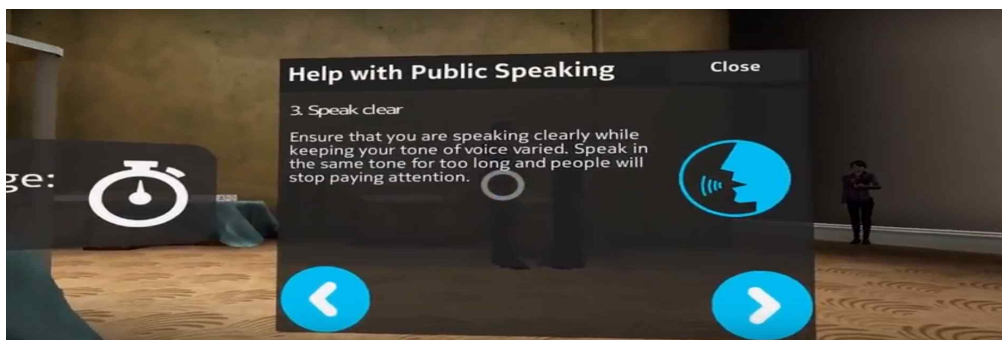 Help with Public Speaking
Close
3. Speak clear
Ensure that you are speaking clearly while
keeping your tone of voice varied. Speak in
the same tone for too long and people will
stop paying attention.
ge: